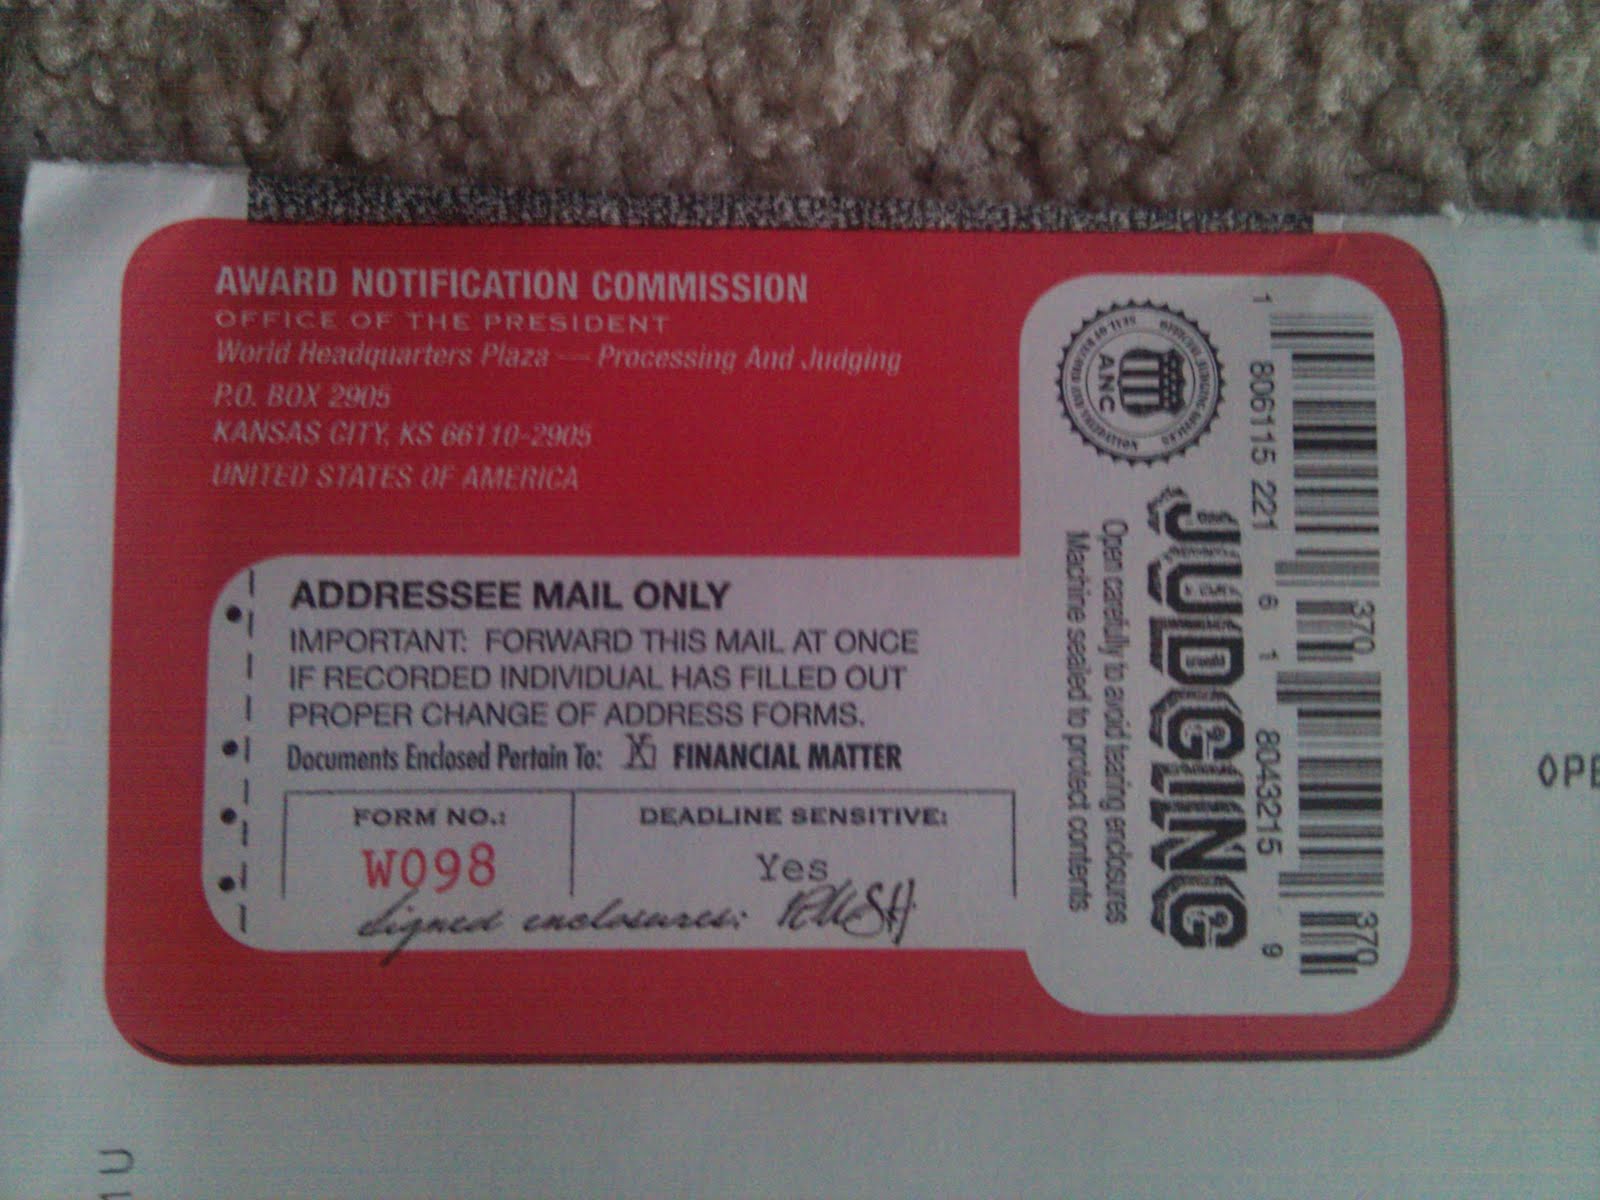 AWARD NOTIFICATION COMMISSION
OFFICE OF THE PRESIDENT
World Headquarters Plaza — Processing And Judging
P.O. BOX 2905
KANSAS CITY, KS 66110-2905
UNITED STATES OF AMERICA
ADDRESSEE MAIL ONLY
IMPORTANT: FORWARD THIS MAIL AT ONCE
IF RECORDED INDIVIDUAL HAS FILLED OUT
PROPER CHANGE OF ADDRESS FORMS.
Documents Enclosed Pertain To: X FINANCIAL MATTER
FORM NO.:
W098
DEADLINE SENSITIVE:
Yes
signed enclosures: RUSH
ANC
JUDGING
Open carefully to avoid tearing enclosures
Machine sealed to protect contents
1 806115 221 6 1 8043215 9
370
370
OPE